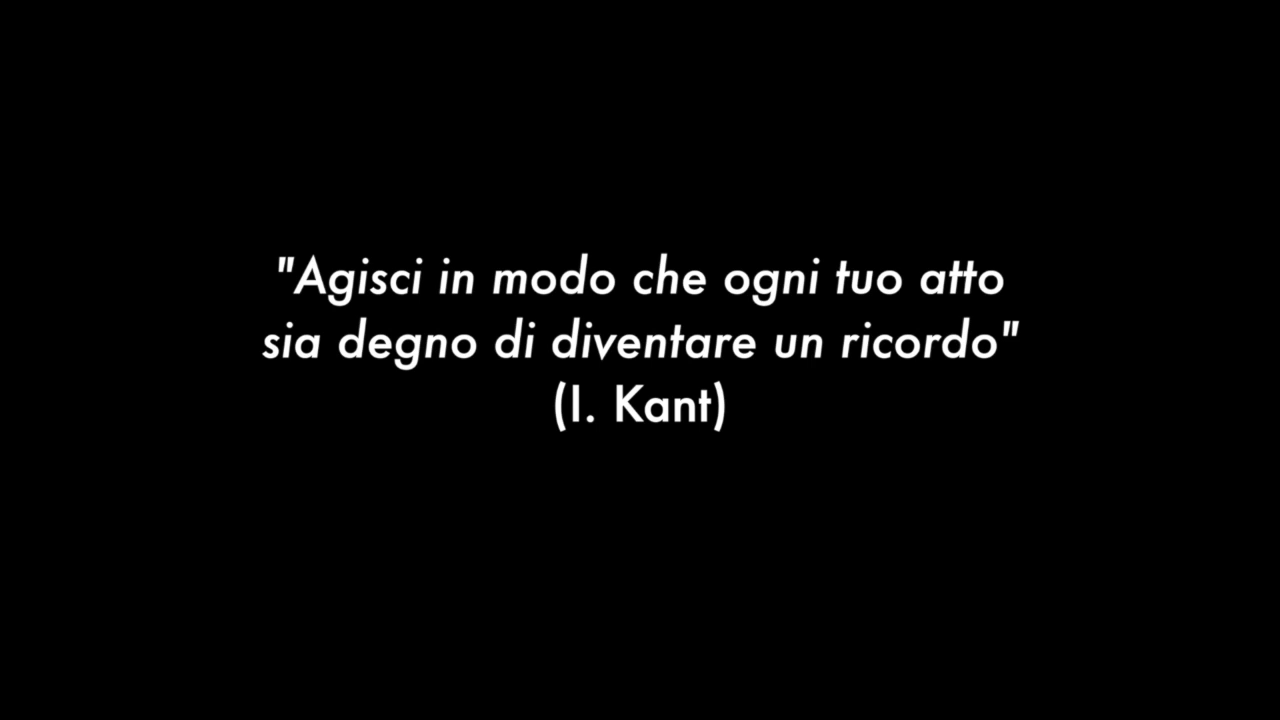 "Agisci in modo che ogni tuo atto
sia degno di diventare un ricordo"
(I. Kant)